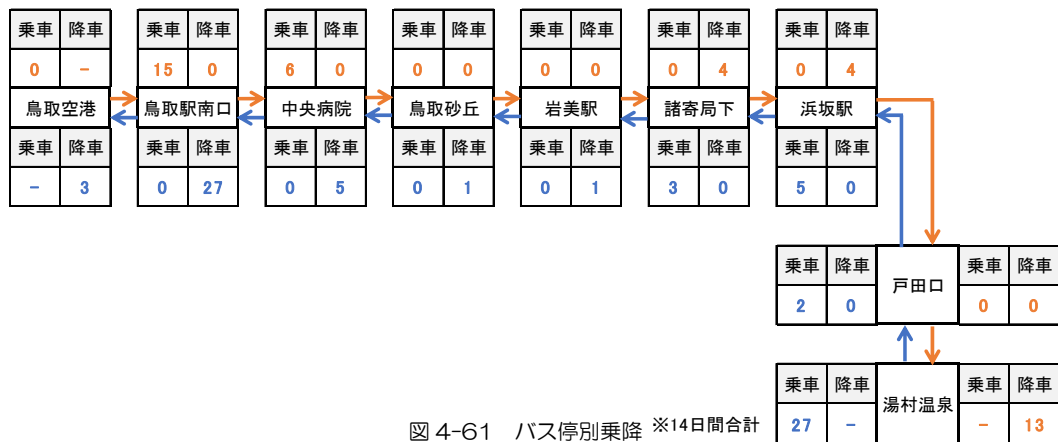 乗車 降車 乗車 降車 乗車 降車 乗車 降車 乗車 降車 乗車 降車 乗車 降車
0 - 15 0 6 0 0 0 0 0 0 4 0 4
鳥取空港 鳥取駅南口 中央病院 鳥取砂丘 岩美駅 諸寄局下 浜坂駅
乗車 降車 乗車 降車 乗車 降車 乗車 降車 乗車 降車 乗車 降車 乗車 降車
- 3 0 27 0 5 0 1 0 1 3 0 5 0
乗車 降車 戸田口 乗車 降車
2 0 0 0
乗車 降車 湯村温泉 乗車 降車
27 - - 13
図 4-61 バス停別乗降 ※14日間合計